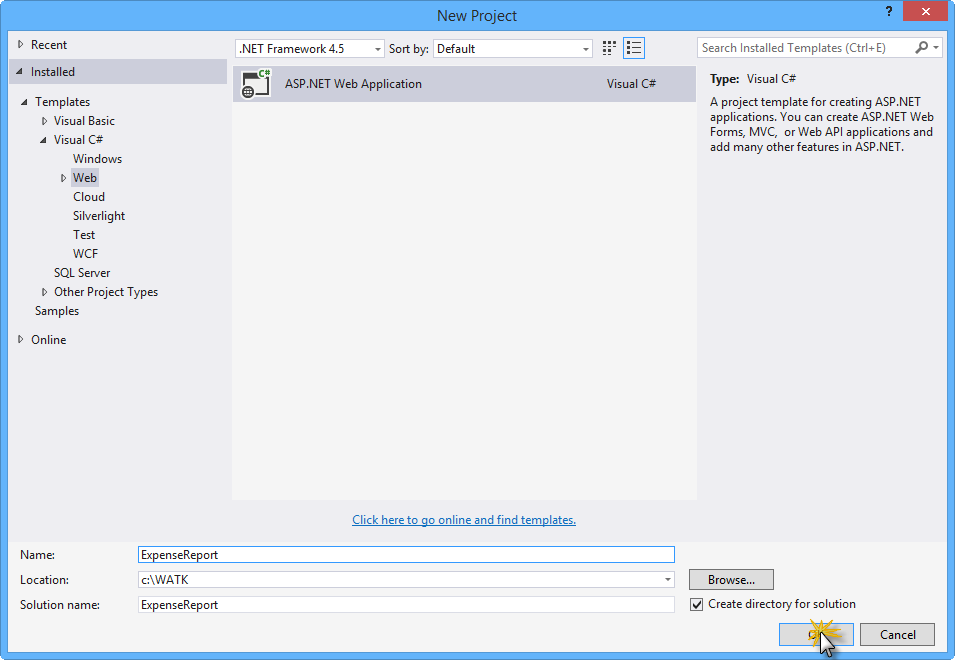 New Project
?
Recent
Installed
Templates
Visual Basic
Visual C#
Windows
Web
Cloud
Silverlight
Test
WCF
SQL Server
Other Project Types
Samples
Online
.NET Framework 4.5
Sort by:
Default
Search Installed Templates (Ctrl+E)
C#
ASP.NET Web Application
Visual C#
Type: Visual C#
A project template for creating ASP.NET
applications. You can create ASP.NET Web
Forms, MVC, or Web API applications and
add many other features in ASP.NET.
Click here to go online and find templates.
Name:
ExpenseReport
Location:
c:\WATK
Browse...
Solution name:
ExpenseReport
Create directory for solution
Cancel